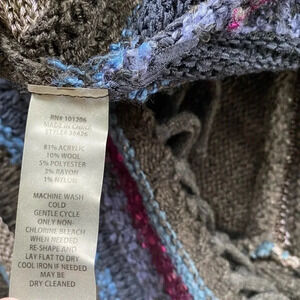 RN# 101206
MADE IN CHINA
STYLE# 38426
81% ACRYLIC
10% WOOL
5% POLYESTER
3% RAYON
1% NYLON
MACHINE WASH
COLD
GENTLE CYCLE
ONLY NON-
CHLORINE BLEACH
WHEN NEEDED
RE-SHAPE AND
LAY FLAT TO DRY
COOL IRON IF NEEDED
MAY BE
DRY CLEANED